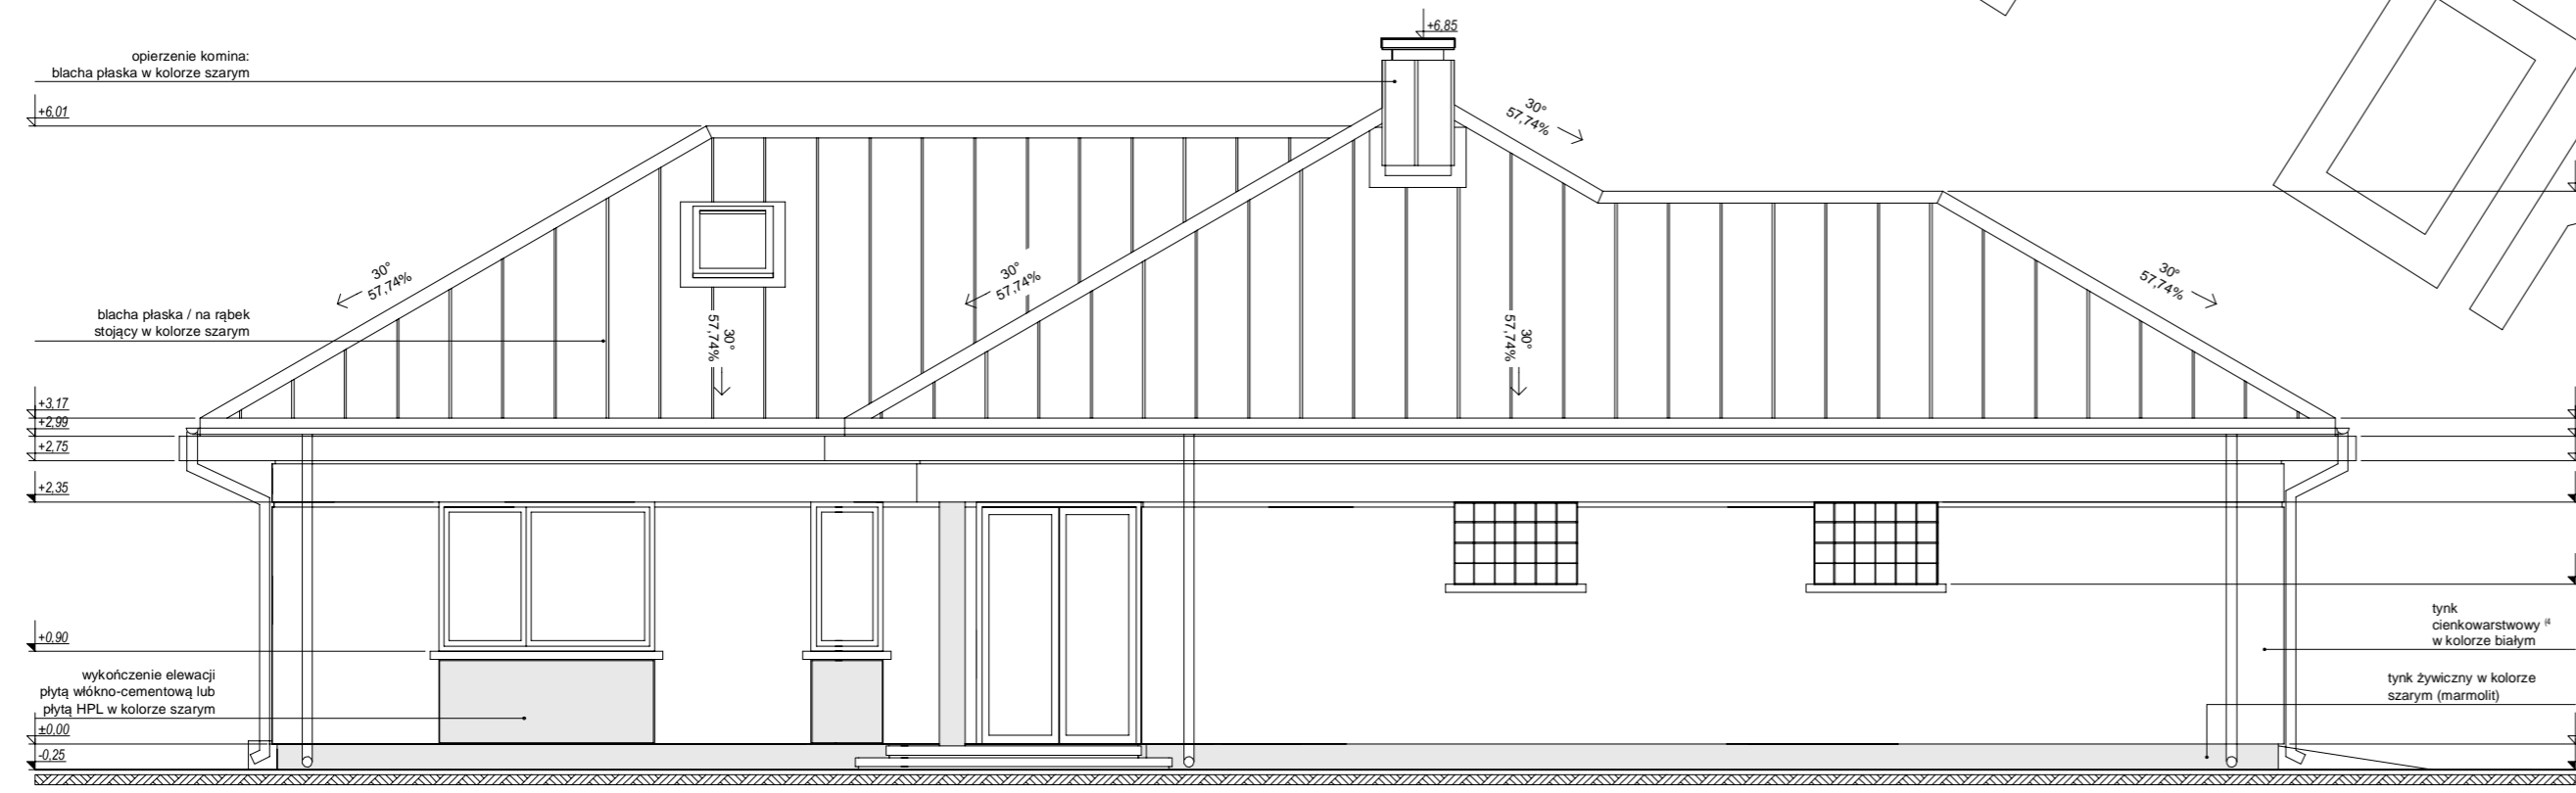 +6,85
opierzenie komina:
blacha płaska w kolorze szarym
+6,01
30°
57,74%
30°
57,74%
30°
57,74%
30°
57,74%
blacha płaska / na rąbek
stojący w kolorze szarym
30°
57,74%
30°
57,74%
+3,17
+2,99
+2,75
+2,35
+0,90
tynk
cienkowarstwowy
w kolorze białym
wykończenie elewacji
płytą włókno-cementową lub
płytą HPL w kolorze szarym
tynk żywiczny w kolorze
szarym (marmolit)
±0,00
-0,25